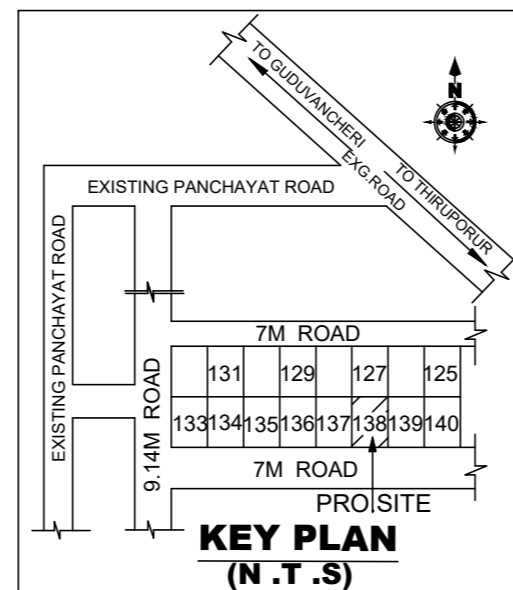 TO GUDUVANCHERI
EXG.ROAD
TO THIRUPORUR
N
EXISTING PANCHAYAT ROAD
EXISTING PANCHAYAT ROAD
7M ROAD
9.14M ROAD
131 129 127 125
133 134 135 136 137 138 139 140
7M ROAD
PRO.SITE
KEY PLAN
(N .T .S)